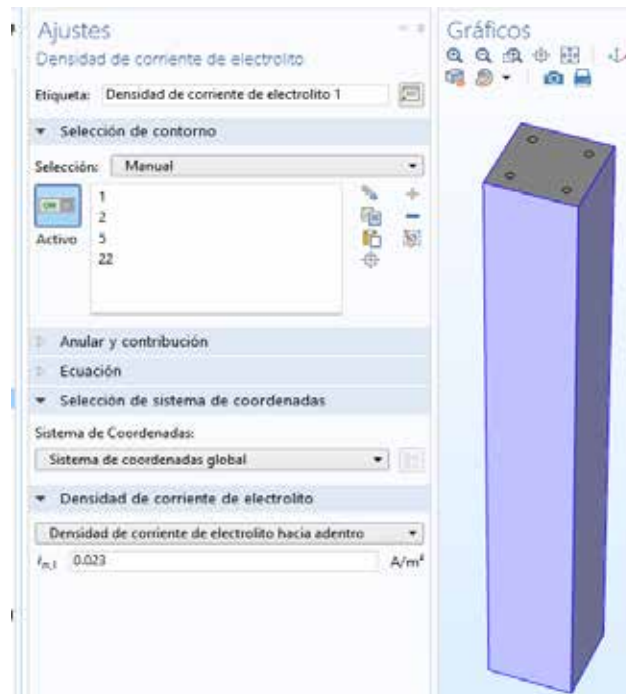 Ajustes
Densidad de corriente de electrolito
Etiqueta: Densidad de corriente de electrolito 1
Selección de contorno
Selección: Manual
1
2
Activo 5
22
Anular y contribución
Ecuación
Selección de sistema de coordenadas
Sistema de Coordenadas:
Sistema de coordenadas global
Densidad de corriente de electrolito
Densidad de corriente de electrolito hacia adentro
i_n,l 0.023 A/m²
Gráficos